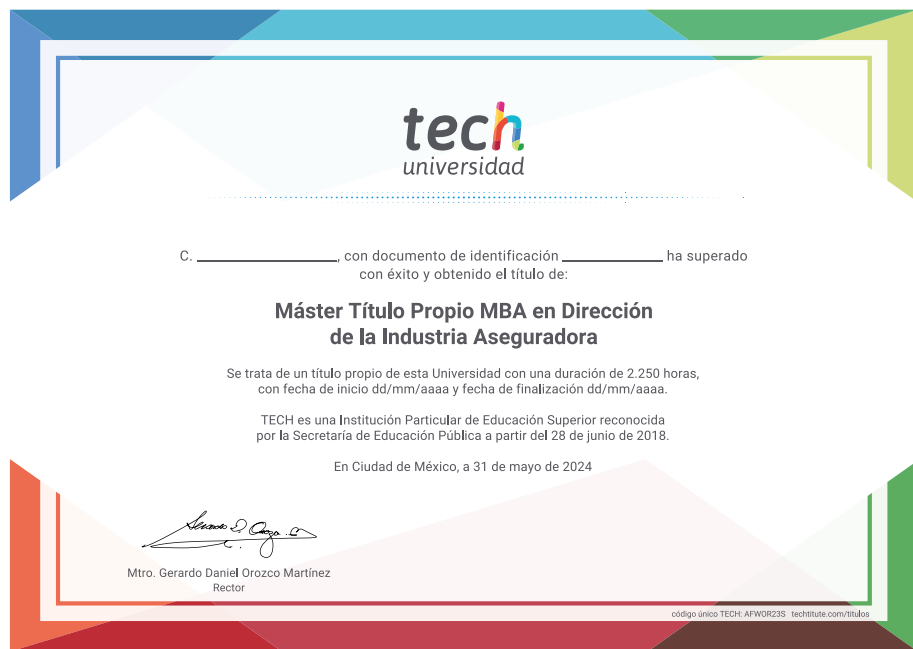 tech
universidad
C. ____________, con documento de identificación ____________ ha superado
con éxito y obtenido el título de:
Máster Título Propio MBA en Dirección
de la Industria Aseguradora
Se trata de un título propio de esta Universidad con una duración de 2.250 horas,
con fecha de inicio dd/mm/aaaa y fecha de finalización dd/mm/aaaa.
TECH es una Institución Particular de Educación Superior reconocida
por la Secretaría de Educación Pública a partir del 28 de junio de 2018.
En Ciudad de México, a 31 de mayo de 2024
Mtro. Gerardo Daniel Orozco Martínez
Rector
código único TECH: AFWOR23S techtitute.com/titulos